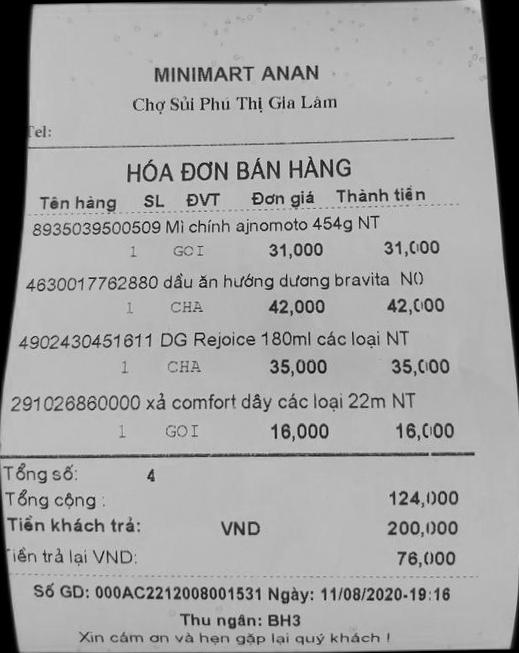 MINIMART ANAN
Chợ Sủi Phú Thị Gia Lâm
Tel:
HÓA ĐƠN BÁN HÀNG
Tên hàng SL ĐVT Đơn giá Thành tiền
8935039500509 Mì chính ajnomoto 454g NT
1 GOI 31,000 31,000
4630017762880 dầu ăn hướng dương bravita NO
1 CHA 42,000 42,000
4902430451611 DG Rejoice 180ml các loại NT
1 CHA 35,000 35,000
291026860000 xả comfort dây các loại 22m NT
1 GOI 16,000 16,000
Tổng số: 4
Tổng cộng : 124,000
Tiền khách trả: VND 200,000
Tiền trả lại VND: 76,000
Số GD: 000AC2212008001531 Ngày: 11/08/2020-19:16
Thu ngân: BH3
Xin cám ơn và hẹn gặp lại quý khách !